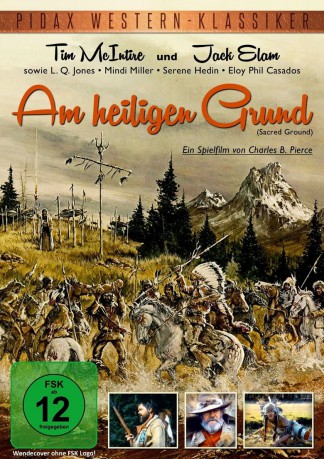 PIDAX WESTERN-KLASSIKER
Tim McIntire und Jack Elam
sowie L. Q. Jones • Mindi Miller • Serene Hedin • Eloy Phil Casados
Am heiligen Grund
(Sacred Ground)
Ein Spielfilm von Charles B. Pierce
FSK
ab
12
freigegeben
Wendecover ohne FSK Logo!